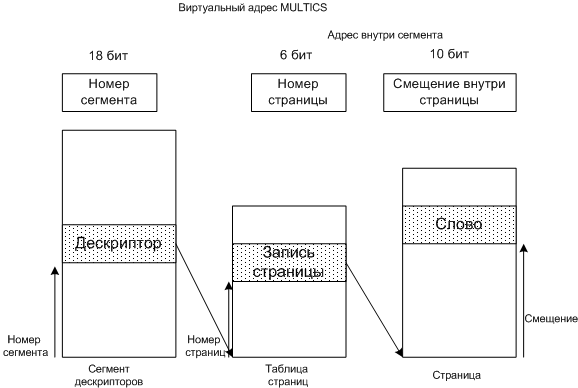 Виртуальный адрес MULTICS
Адрес внутри сегмента
18 бит
6 бит
10 бит
Номер
сегмента
Номер
страницы
Смещение внутри
страницы
Дескриптор
Запись
страницы
Слово
Номер
сегмента
Номер
страниц
Смещение
Сегмент
дескрипторов
Таблица
страниц
Страница